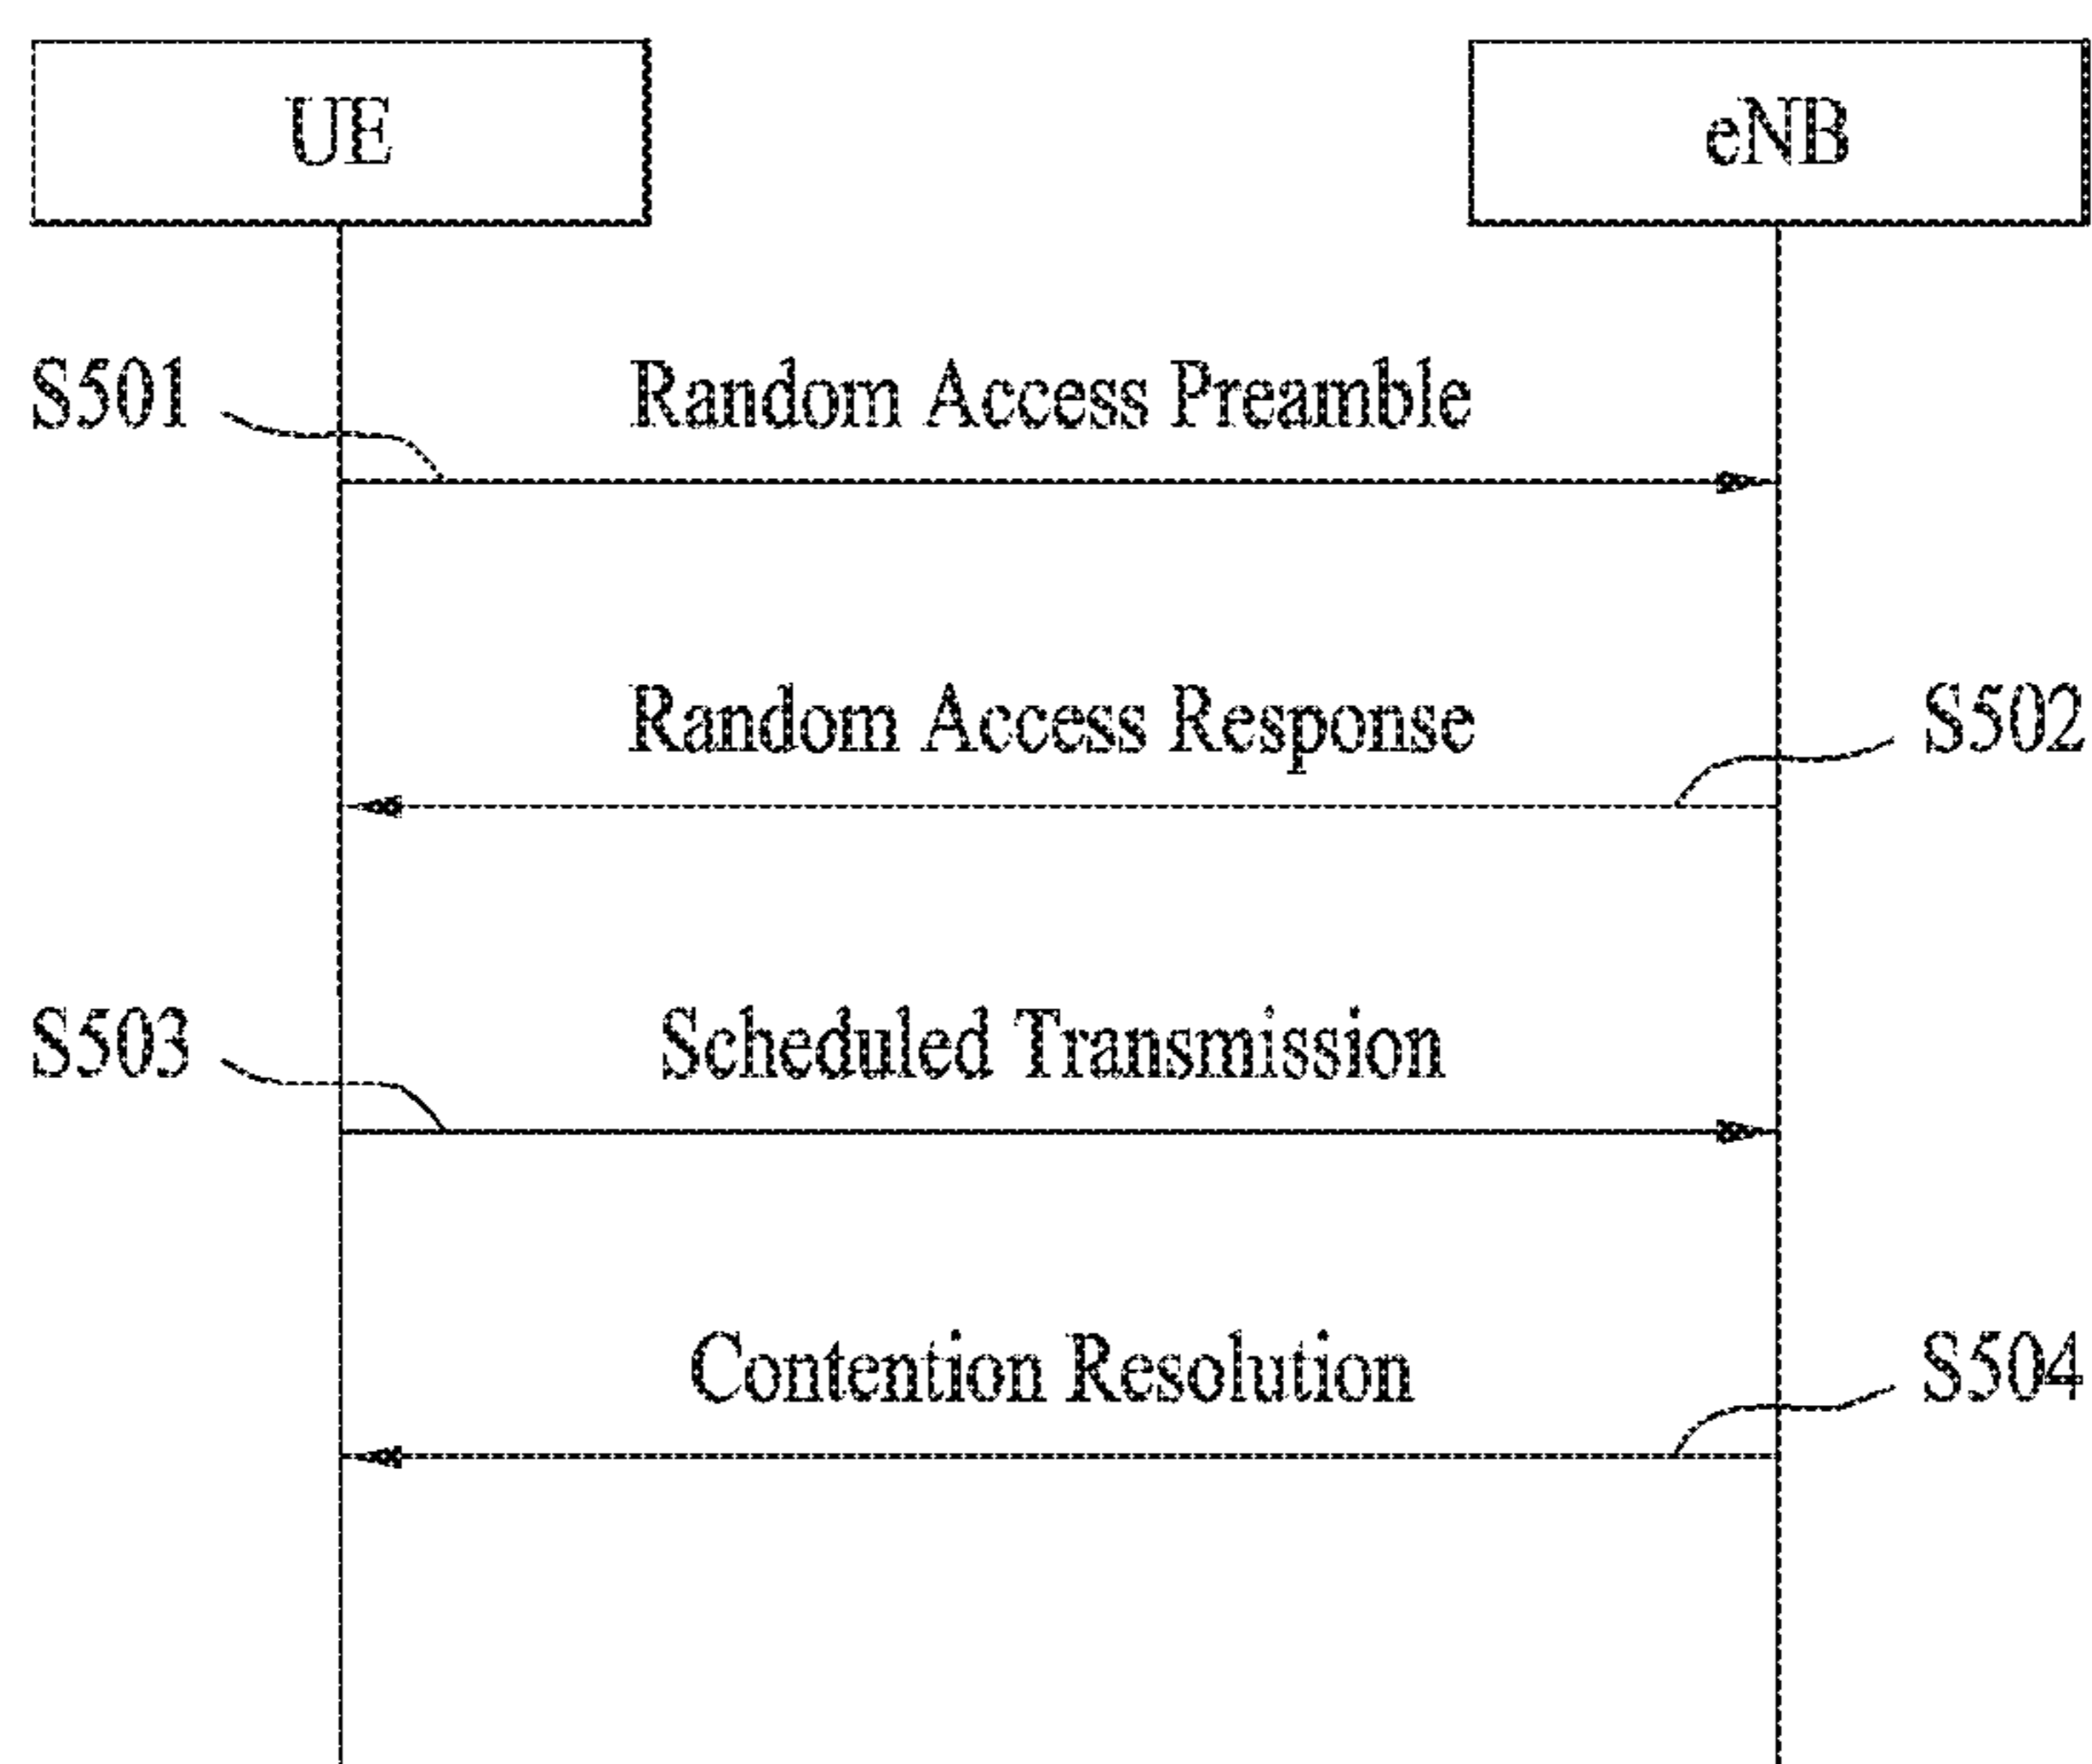 UE
eNB
S501
Random Access Preamble
Random Access Response
S502
S503
Scheduled Transmission
Contention Resolution
S504